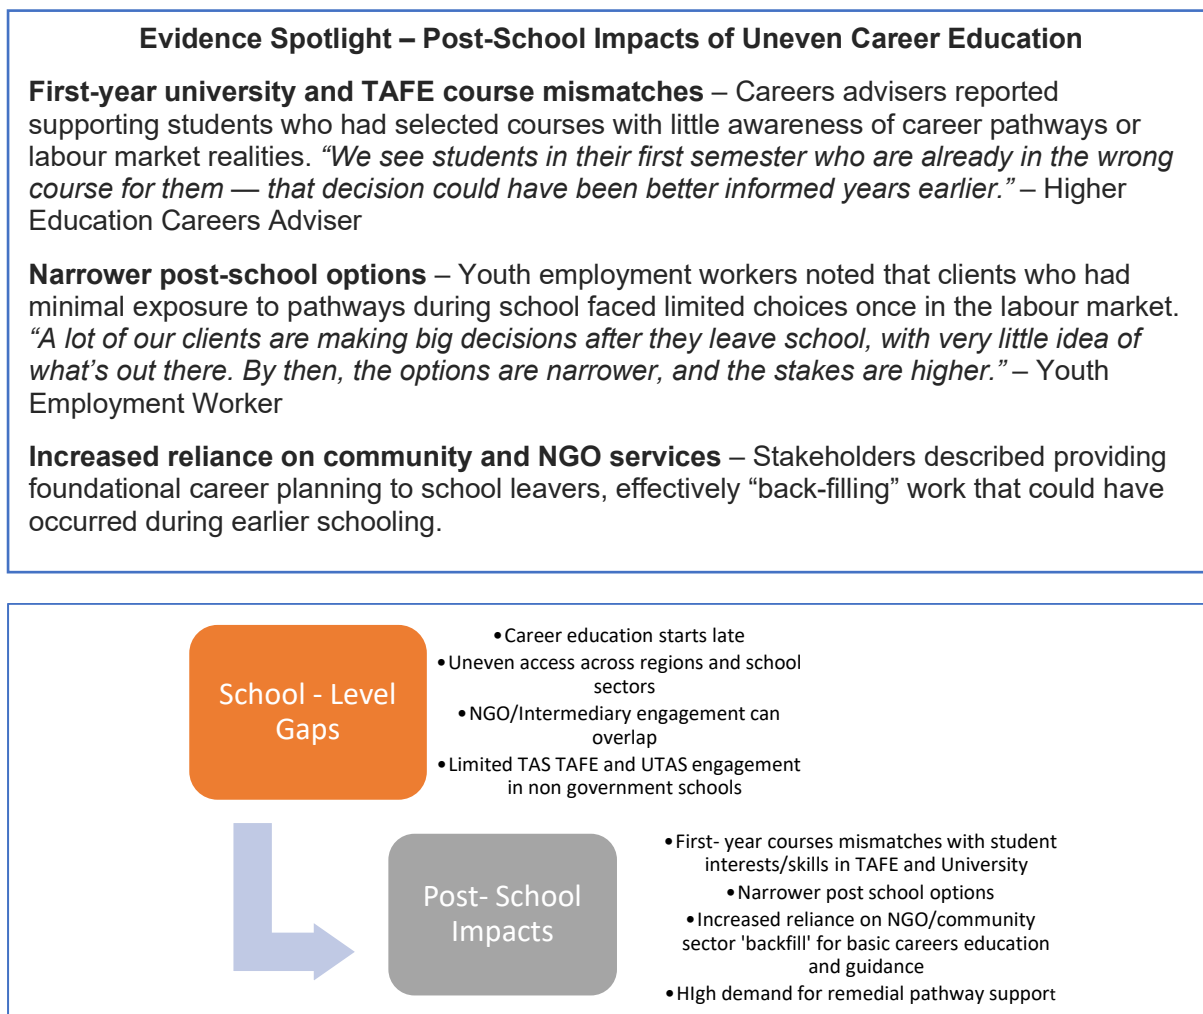 Evidence Spotlight – Post-School Impacts of Uneven Career Education
First-year university and TAFE course mismatches – Careers advisers reported
supporting students who had selected courses with little awareness of career pathways or
labour market realities. “We see students in their first semester who are already in the wrong
course for them — that decision could have been better informed years earlier.” – Higher
Education Careers Adviser
Narrower post-school options – Youth employment workers noted that clients who had
minimal exposure to pathways during school faced limited choices once in the labour market.
“A lot of our clients are making big decisions after they leave school, with very little idea of
what’s out there. By then, the options are narrower, and the stakes are higher.” – Youth
Employment Worker
Increased reliance on community and NGO services – Stakeholders described providing
foundational career planning to school leavers, effectively “back-filling” work that could have
occurred during earlier schooling.
School - Level
Gaps
•Career education starts late
•Uneven access across regions and school
sectors
•NGO/Intermediary engagement can
overlap
•Limited TAS TAFE and UTAS engagement
in non government schools
Post- School
Impacts
•First- year courses mismatches with student
interests/skills in TAFE and University
•Narrower post school options
•Increased reliance on NGO/community
sector 'backfill' for basic careers education
and guidance
•HIgh demand for remedial pathway support